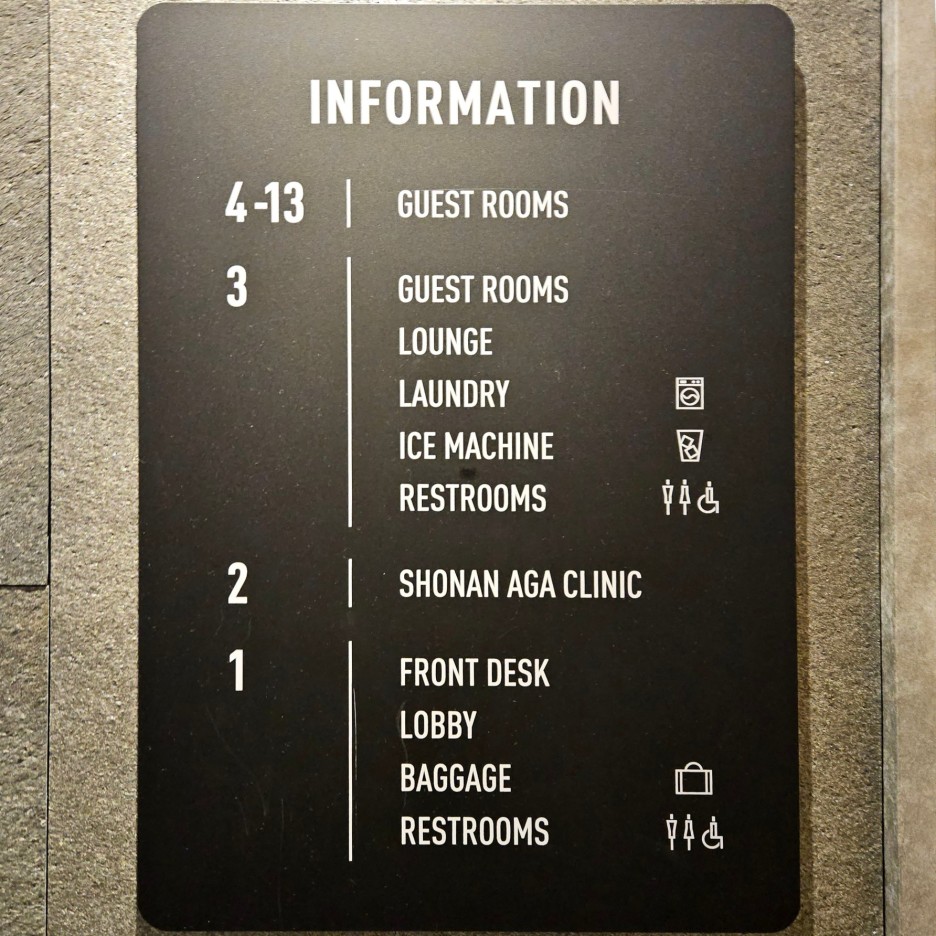 INFORMATION
4-13 GUEST ROOMS
3 GUEST ROOMS
LOUNGE
LAUNDRY
ICE MACHINE
RESTROOMS
2 SHONAN AGA CLINIC
1 FRONT DESK
LOBBY
BAGGAGE
RESTROOMS